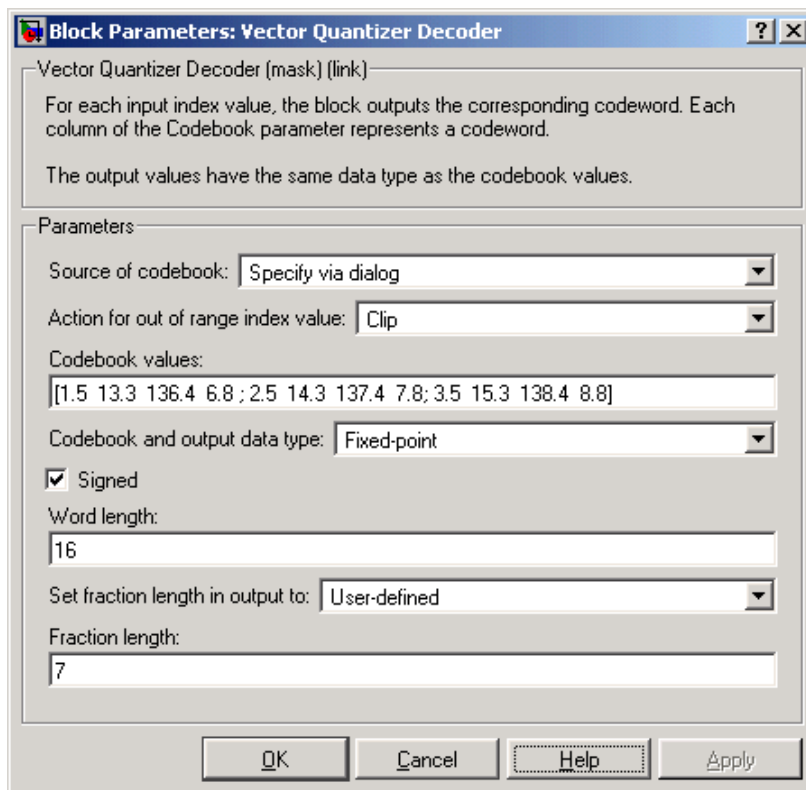 Block Parameters: Vector Quantizer Decoder
Vector Quantizer Decoder (mask) (link)
For each input index value, the block outputs the corresponding codeword. Each
column of the Codebook parameter represents a codeword.
The output values have the same data type as the codebook values.
Parameters
Source of codebook: Specify via dialog
Action for out of range index value: Clip
Codebook values:
[1.5 13.3 136.4 6.8 ; 2.5 14.3 137.4 7.8; 3.5 15.3 138.4 8.8]
Codebook and output data type: Fixed-point
Signed
Word length:
16
Set fraction length in output to: User-defined
Fraction length:
7
OK Cancel Help Apply